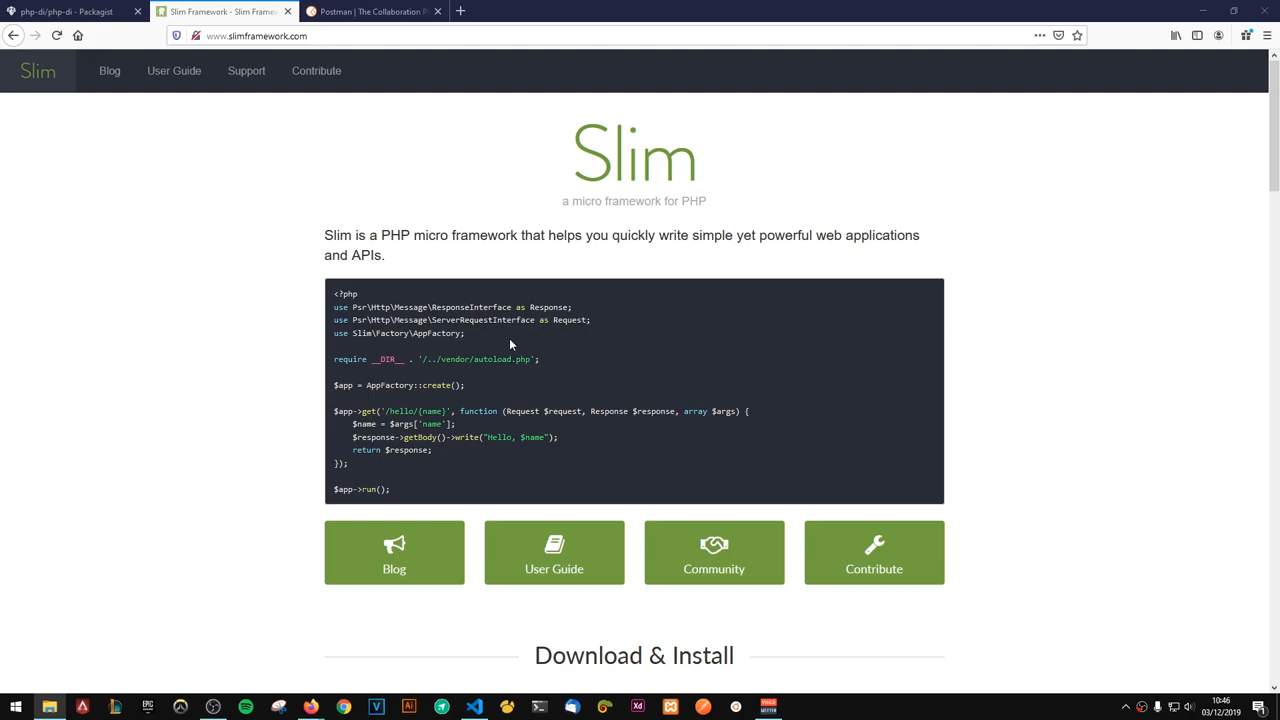 php-di/php-di - Packagist
Slim Framework - Slim Frames
Postman | The Collaboration P
www.slimframework.com
Slim
Blog
User Guide
Support
Contribute
Slim
a micro framework for PHP
Slim is a PHP micro framework that helps you quickly write simple yet powerful web applications
and APIs.
<?php
use Psr\Http\Message\ResponseInterface as Response;
use Psr\Http\Message\ServerRequestInterface as Request;
use Slim\Factory\AppFactory;
require __DIR__ . '/../vendor/autoload.php';
$app = AppFactory::create();
$app->get('/hello/{name}', function (Request $request, Response $response, array $args) {
$name = $args['name'];
$response->getBody()->write("Hello, $name");
return $response;
});
$app->run();
Blog
User Guide
Community
Contribute
Download & Install
EPIC
V
Ai
Xd
10:46
03/12/2019